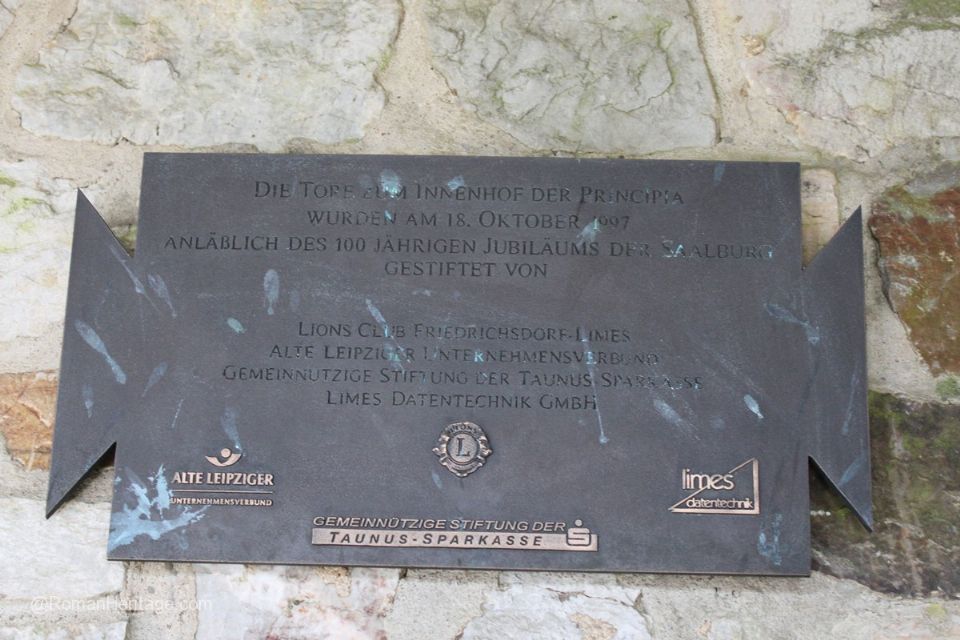 DIE TORE ZUM INNENHOF DER PRINCIPIA
WURDEN AM 18. OKTOBER 1997
ANLÄBLICH DES 100 JÄHRIGEN JUBILÄUMS DER SAALBURG
GESTIFTET VON
LIONS CLUB FRIEDRICHSDORF-LIMES
ALTE LEIPZIGER UNTERNEHMENSVERBUND
GEMEINNÜTZIGE STIFTUNG DER TAUNUS-SPARKASSE
LIMES DATENTECHNIK GMBH
LIONS
L
ALTE LEIPZIGER
UNTERNEHMENSVERBUND
limes
datentechnik
GEMEINNÜTZIGE STIFTUNG DER
TAUNUS-SPARKASSE
@RomanHeritage.com